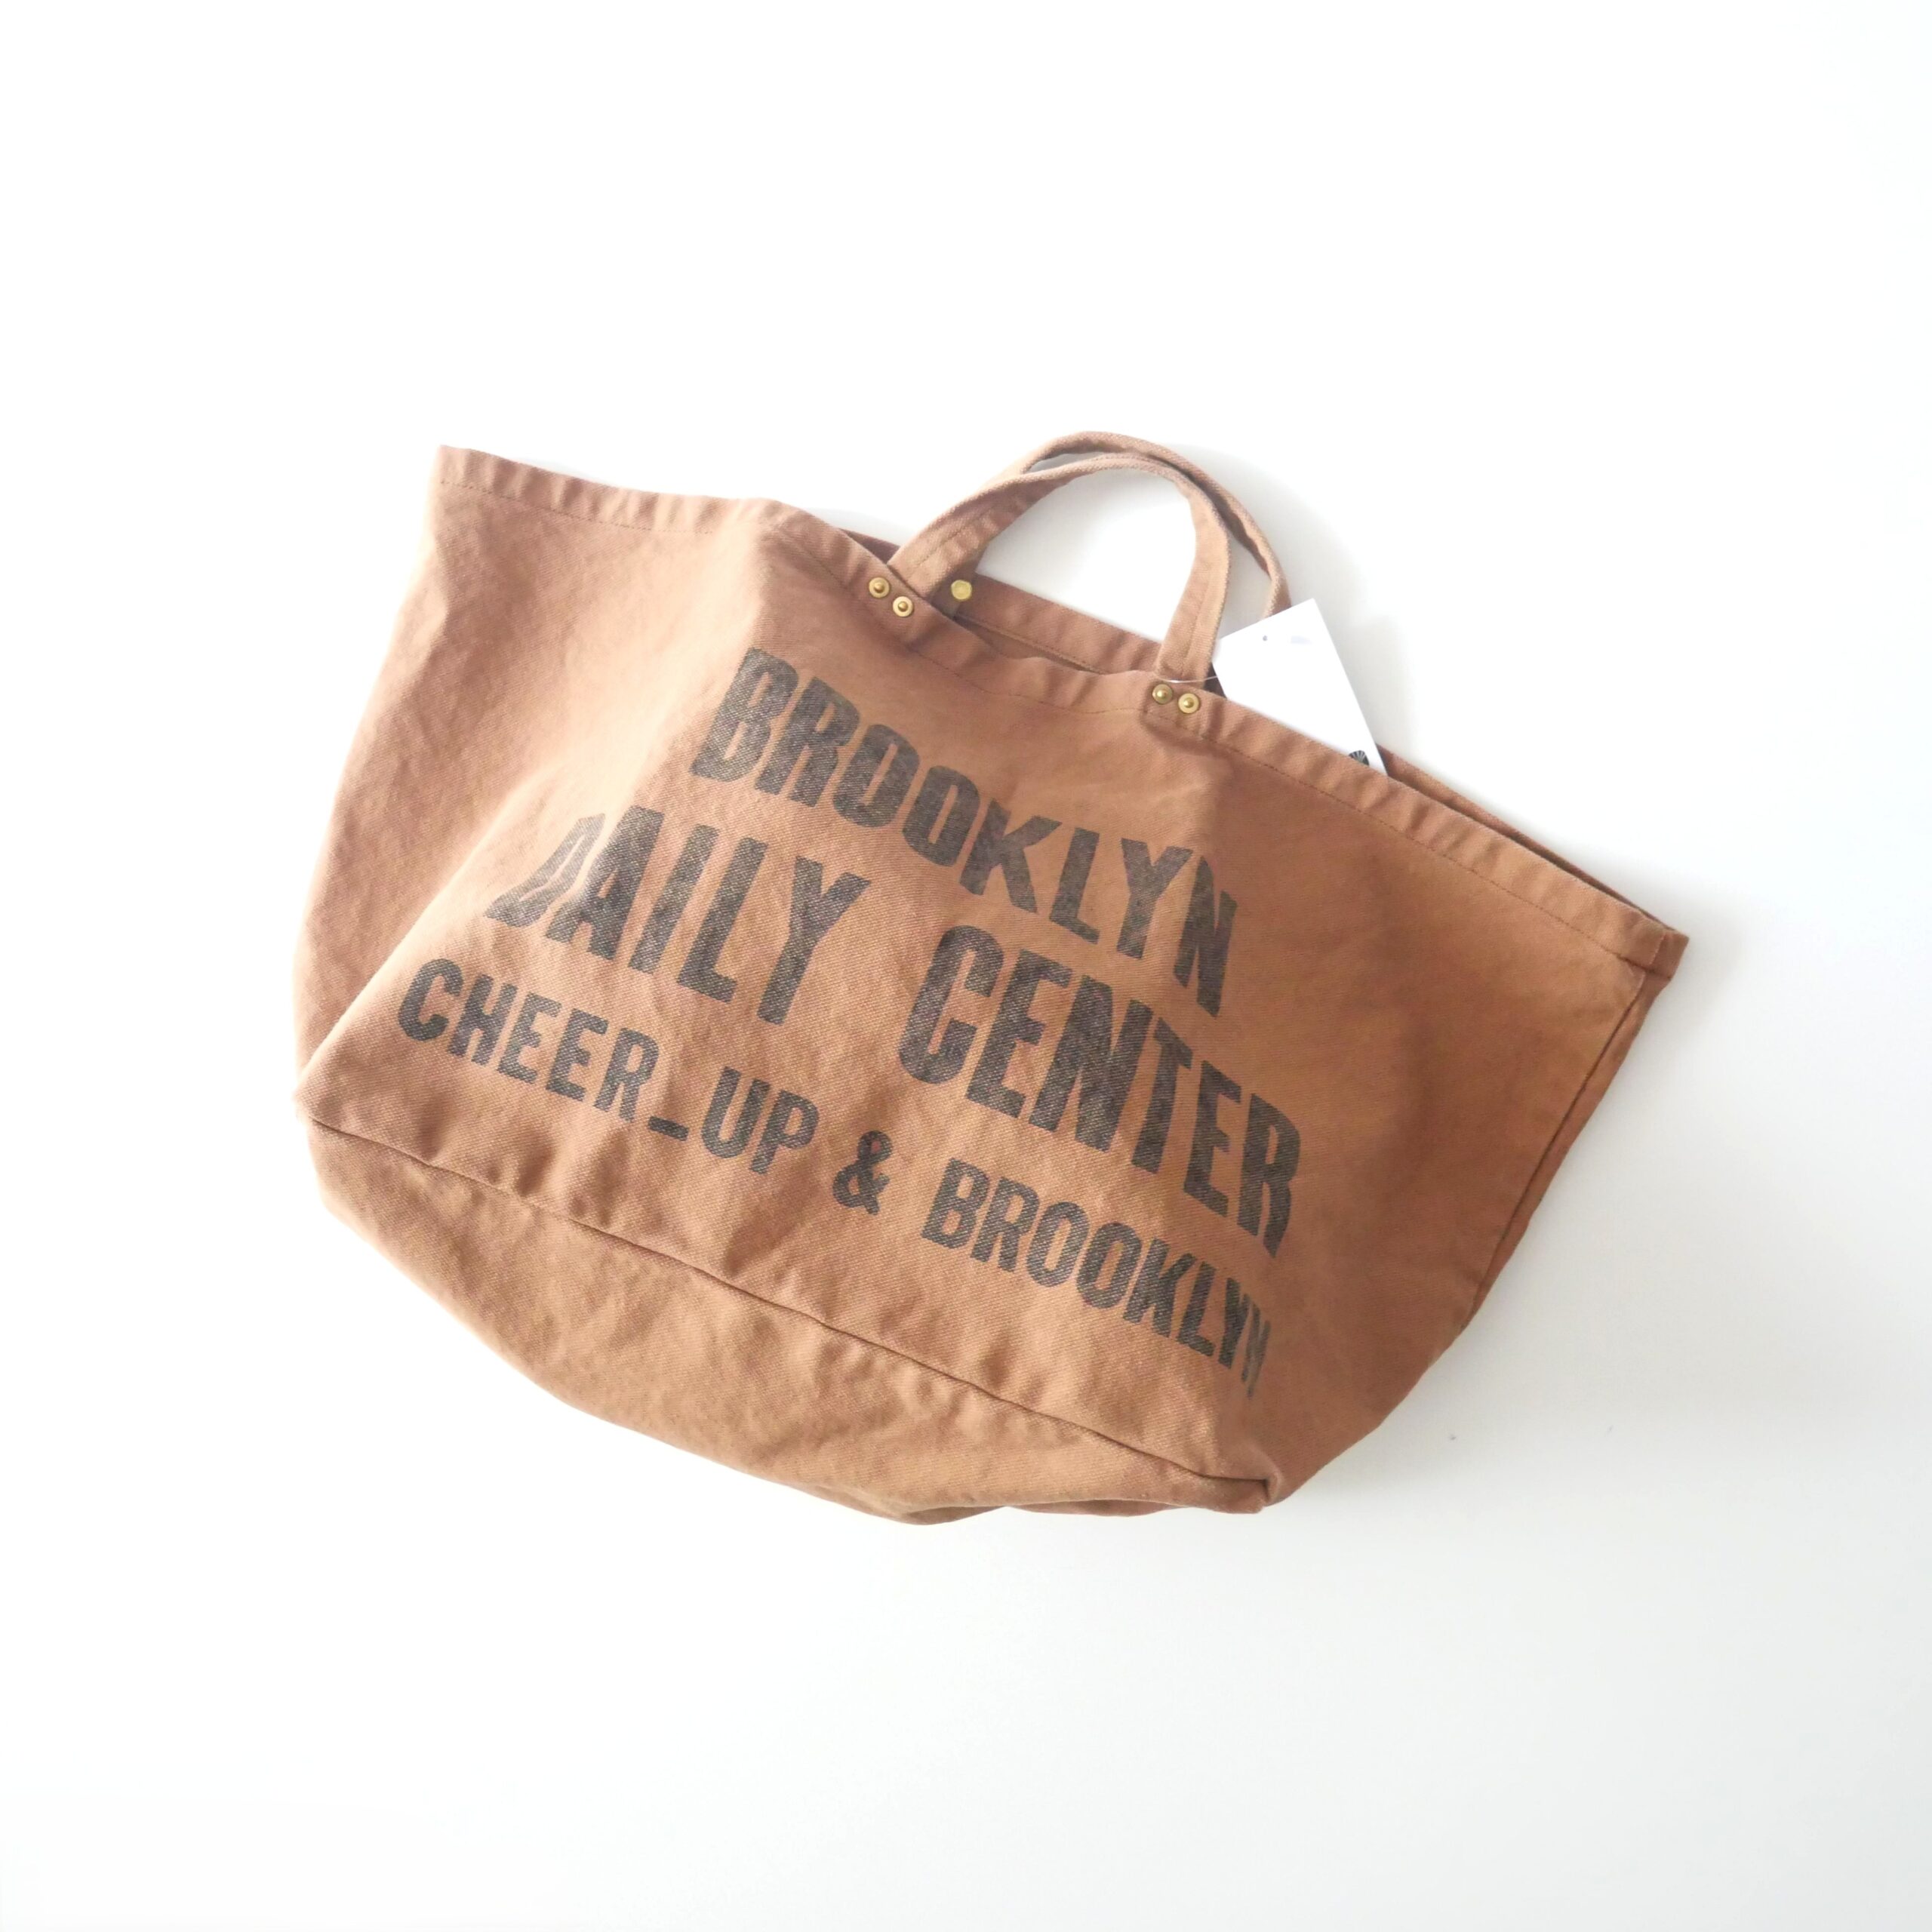 BROOKLYN
DAILY CENTER
CHEER_UP & BROOKLYN